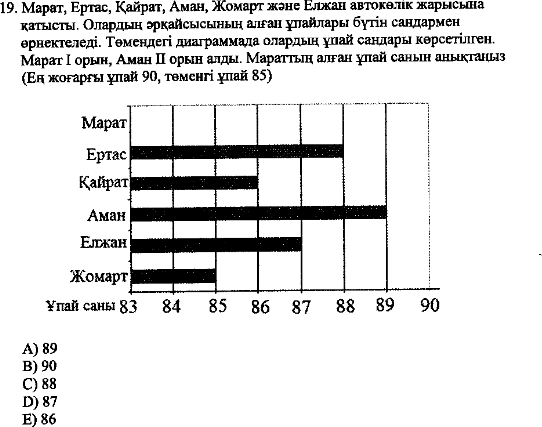 19. Марат, Ертас, Қайрат, Аман, Жомарт және Елжан автокөлік жарысына
қатысты. Олардың әрқайсысының алған ұпайлары бүтін сандармен
өрнектеледі. Төмендегі диаграммада олардың ұпай сандары көрсетілген.
Марат I орын, Аман II орын алды. Мараттың алған ұпай санын анықтаңыз
(Ең жоғарғы ұпай 90, төменгі ұпай 85)
Марат
Ертас
Қайрат
Аман
Елжан
Жомарт
Ұпай саны 83 84 85 86 87 88 89 90
A) 89
B) 90
C) 88
D) 87
E) 86